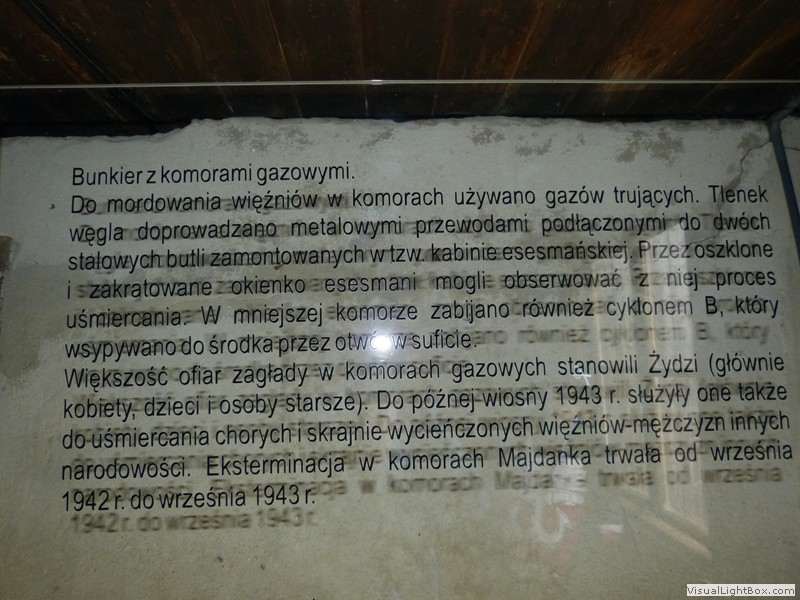 Bunkier z komorami gazowymi.
Do mordowania więźniów w komorach używano gazów trujących. Tlenek
węgla doprowadzano metalowymi przewodami podłączonymi do dwóch
stalowych butli zamontowanych w tzw. kabinie esesmańskiej. Przez oszklone
i zakratowane okienko esesmani mogli obserwować z niej proces
uśmiercania. W mniejszej komorze zabijano również cyklonem B, który
wsypywano do środka przez otwór w suficie.
Większość ofiar zagłady w komorach gazowych stanowili Żydzi (głównie
kobiety, dzieci i osoby starsze). Do późnej wiosny 1943 r. służyły one także
do uśmiercania chorych i skrajnie wycieńczonych więźniów-mężczyzn innych
narodowości. Eksterminacja w komorach Majdanka trwała od września
1942 r. do września 1943 r.
VisualLightBox.com